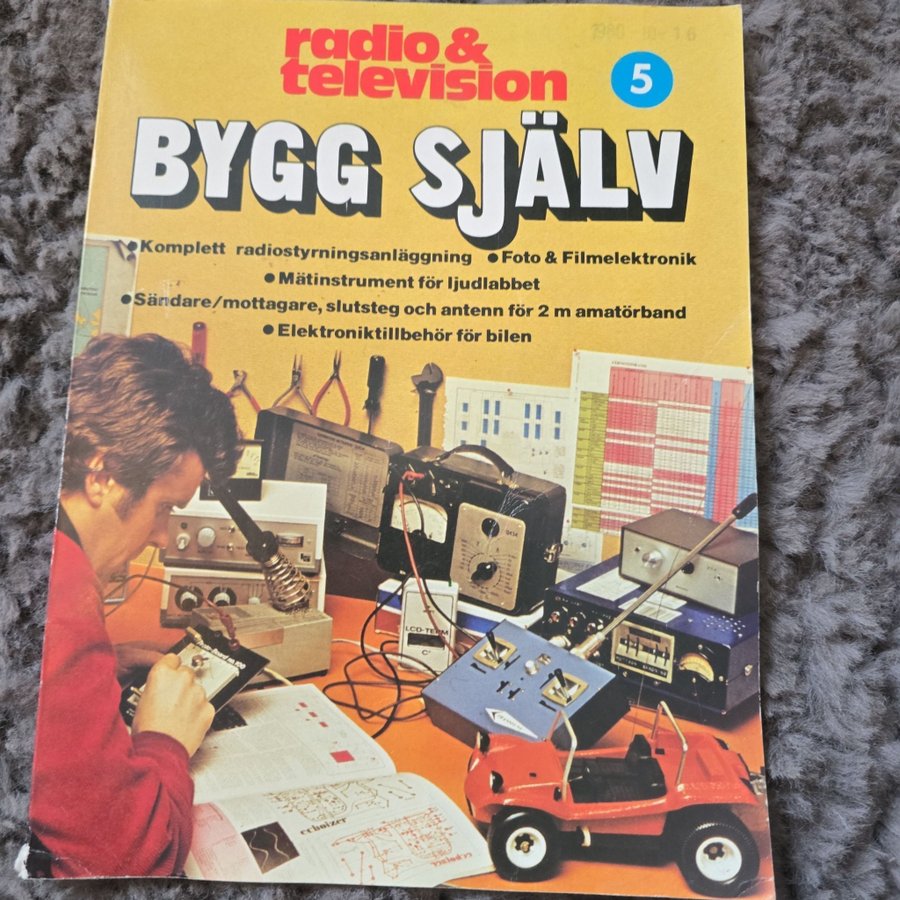 radio &
television
5
BYGG SJÄLV
• Komplett radiostyrningsanläggning • Foto & Filmelektronik
• Mätinstrument för ljudlabbet
• Sändare/mottagare, slutsteg och antenn för 2 m amatörband
• Elektroniktillbehör för bilen
LCD-TERM
C°
echoizer